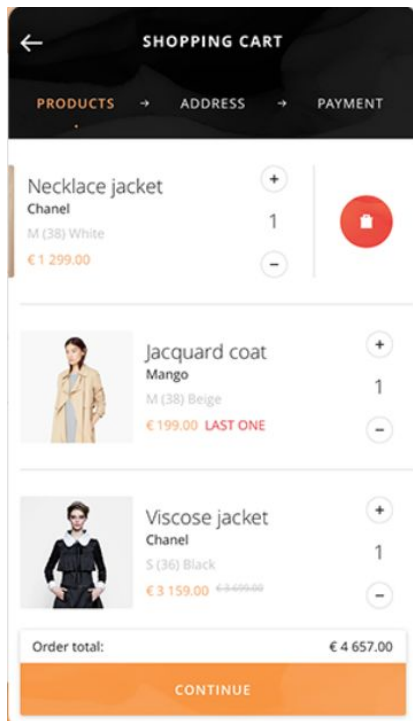 SHOPPING CART
PRODUCTS → ADDRESS → PAYMENT
Necklace jacket
Chanel
M (38) White
€ 1 299.00
+
1
−
Jacquard coat
Mango
M (38) Beige
€ 199.00 LAST ONE
+
1
−
Viscose jacket
Chanel
S (36) Black
€ 3 159.00 € 3 699.00
+
1
−
Order total: € 4 657.00
CONTINUE